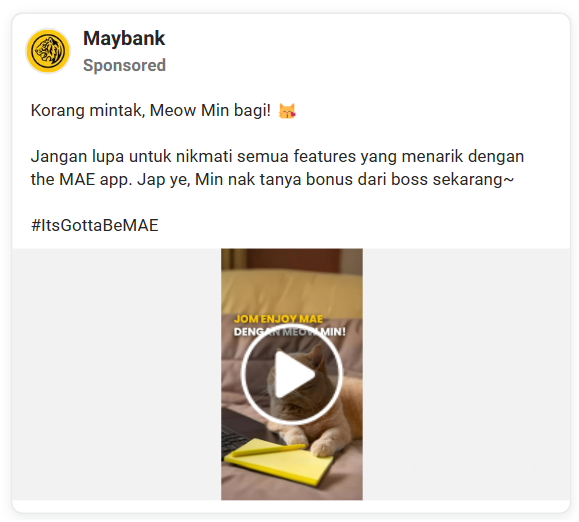 Maybank
Sponsored
Korang mintak, Meow Min bagi! 😽
Jangan lupa untuk nikmati semua features yang menarik dengan
the MAE app. Jap ye, Min nak tanya bonus dari boss sekarang~
#ItsGottaBeMAE
JOM ENJOY MAE
DENGAN MEOW MIN!